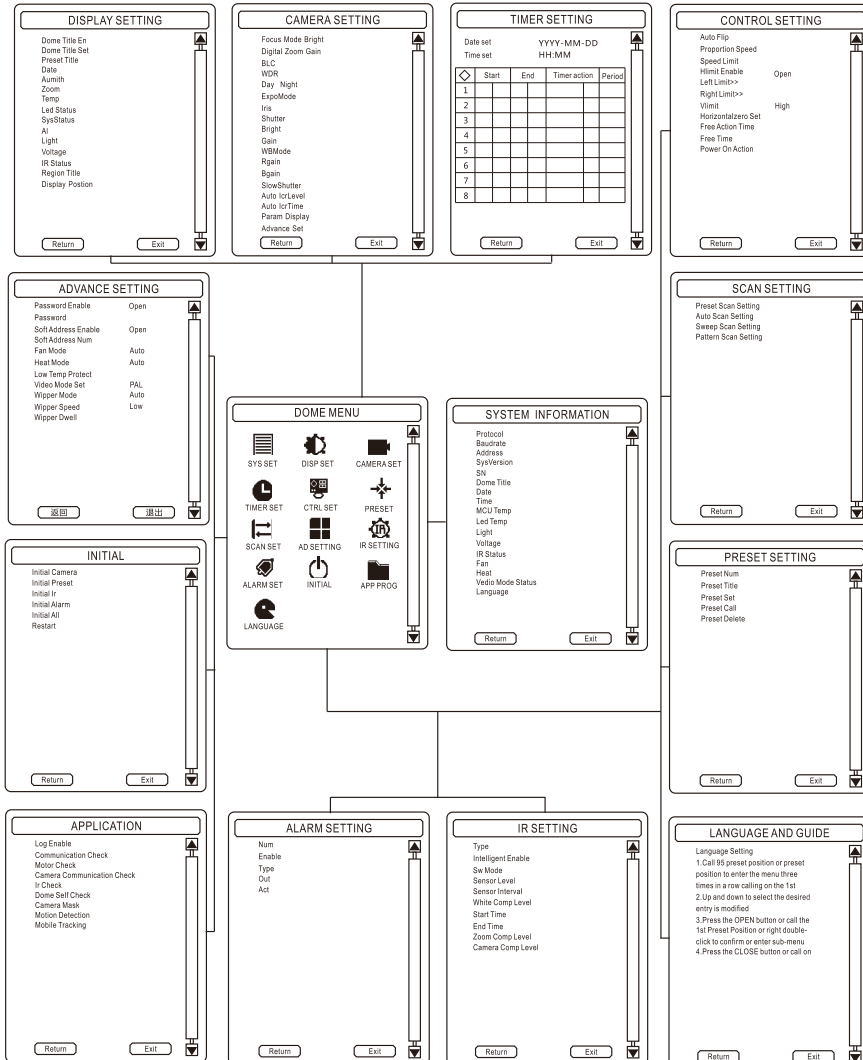 DISPLAY SETTING
Dome Title En
Dome Title Set
Preset Title
Date
Aumith
Zoom
Temp
Led Status
SysStatus
AI
Light
Voltage
IR Status
Region Title
Display Postion
Return Exit
CAMERA SETTING
Focus Mode Bright
Digital Zoom Gain
BLC
WDR
Day Night
ExpoMode
Iris
Shutter
Bright
Gain
WBMode
Rgain
Bgain
SlowShutter
Auto IcrLevel
Auto IcrTime
Param Display
Advance Set
Return Exit
TIMER SETTING
Date set YYYY-MM-DD
Time set HH:MM
Start End Timer action Period
1
2
3
4
5
6
7
8
Return Exit
CONTROL SETTING
Auto Flip
Proportion Speed
Speed Limit
Hlimit Enable Open
Left Limit>>
Right Limit>>
Vlimit High
Horizontalzero Set
Free Action Time
Free Time
Power On Action
Return Exit
ADVANCE SETTING
Password Enable Open
Password
Soft Address Enable Open
Soft Address Num
Fan Mode Auto
Heat Mode Auto
Low Temp Protect
Video Mode Set PAL
Wipper Mode Auto
Wipper Speed Low
Wipper Dwell
返回 退出
DOME MENU
SYS SET DISP SET CAMERA SET
TIMER SET CTRL SET PRESET
IR
SCAN SET AD SETTING IR SETTING
ALARM SET INITIAL APP PROG
LANGUAGE
SYSTEM INFORMATION
Protocol
Baudrate
Address
SysVersion
SN
Dome Title
Date
Time
MCU Temp
Led Temp
Light
Voltage
IR Status
Fan
Heat
Vedio Mode Status
Language
Return Exit
SCAN SETTING
Preset Scan Setting
Auto Scan Setting
Sweep Scan Setting
Pattern Scan Setting
Return Exit
INITIAL
Initial Camera
Initial Preset
Initial Ir
Initial Alarm
Initial All
Restart
Return Exit
PRESET SETTING
Preset Num
Preset Title
Preset Set
Preset Call
Preset Delete
Return Exit
APPLICATION
Log Enable
Communication Check
Motor Check
Camera Communication Check
Ir Check
Dome Self Check
Camera Mask
Motion Detection
Mobile Tracking
Return Exit
ALARM SETTING
Num
Enable
Type
Out
Act
Return Exit
IR SETTING
Type
Intelligent Enable
Sw Mode
Sensor Level
Sensor Interval
White Comp Level
Start Time
End Time
Zoom Comp Level
Camera Comp Level
Return Exit
LANGUAGE AND GUIDE
Language Setting
1.Call 95 preset position or preset
position to enter the menu three
times in a row calling on the 1st
2.Up and down to select the desired
entry is modified
3.Press the OPEN button or call the
1st Preset Position or right double-
click to confirm or enter sub-menu
4.Press the CLOSE button or call on
Return Exit